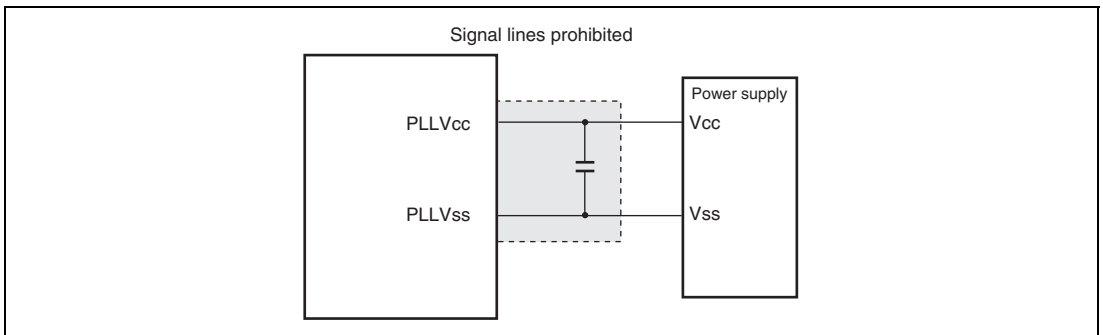 Signal lines prohibited
Power supply
PLLVcc
Vcc
PLLVss
Vss